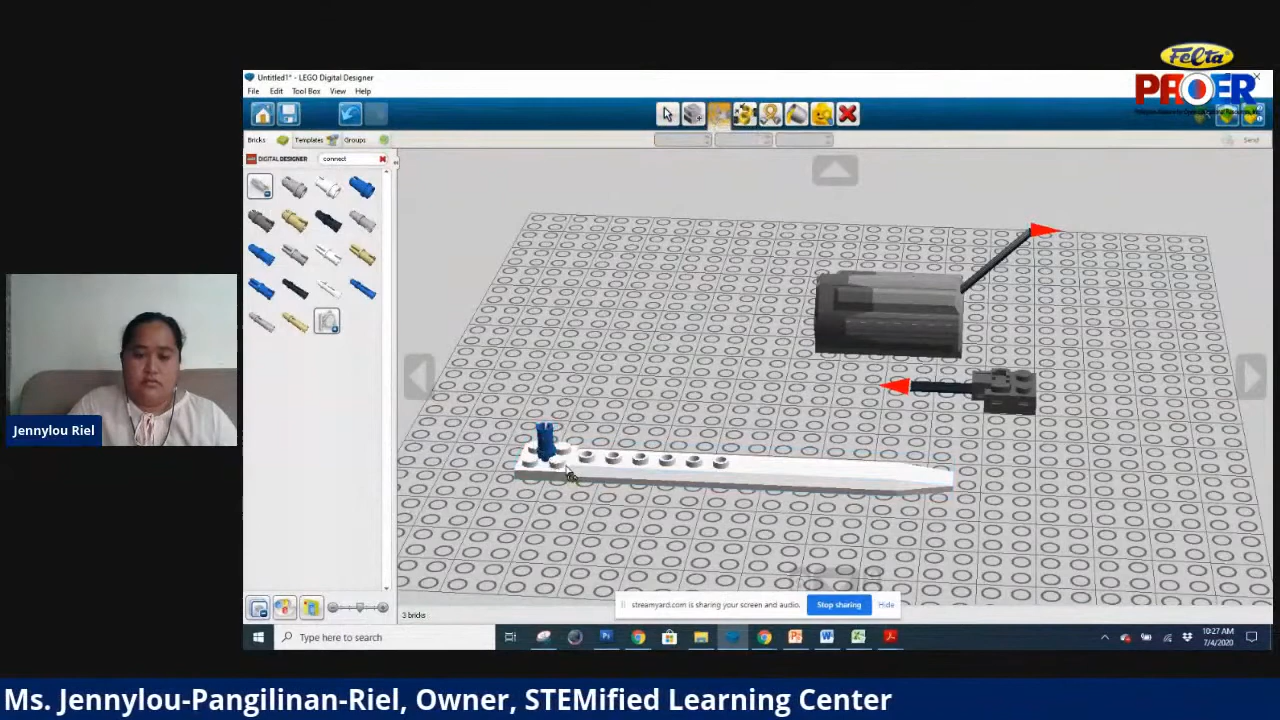 Untitled1* - LEGO Digital Designer
File Edit Tool Box View Help
Felta
Bricks Templates Groups
Send
DIGITAL DESIGNER connect
Jennylou Riel
streamyard.com is sharing your screen and audio. Stop sharing Hide
3 bricks
Type here to search
10:27 AM
7/4/2020
Ms. Jennylou-Pangilinan-Riel, Owner, STEMified Learning Center